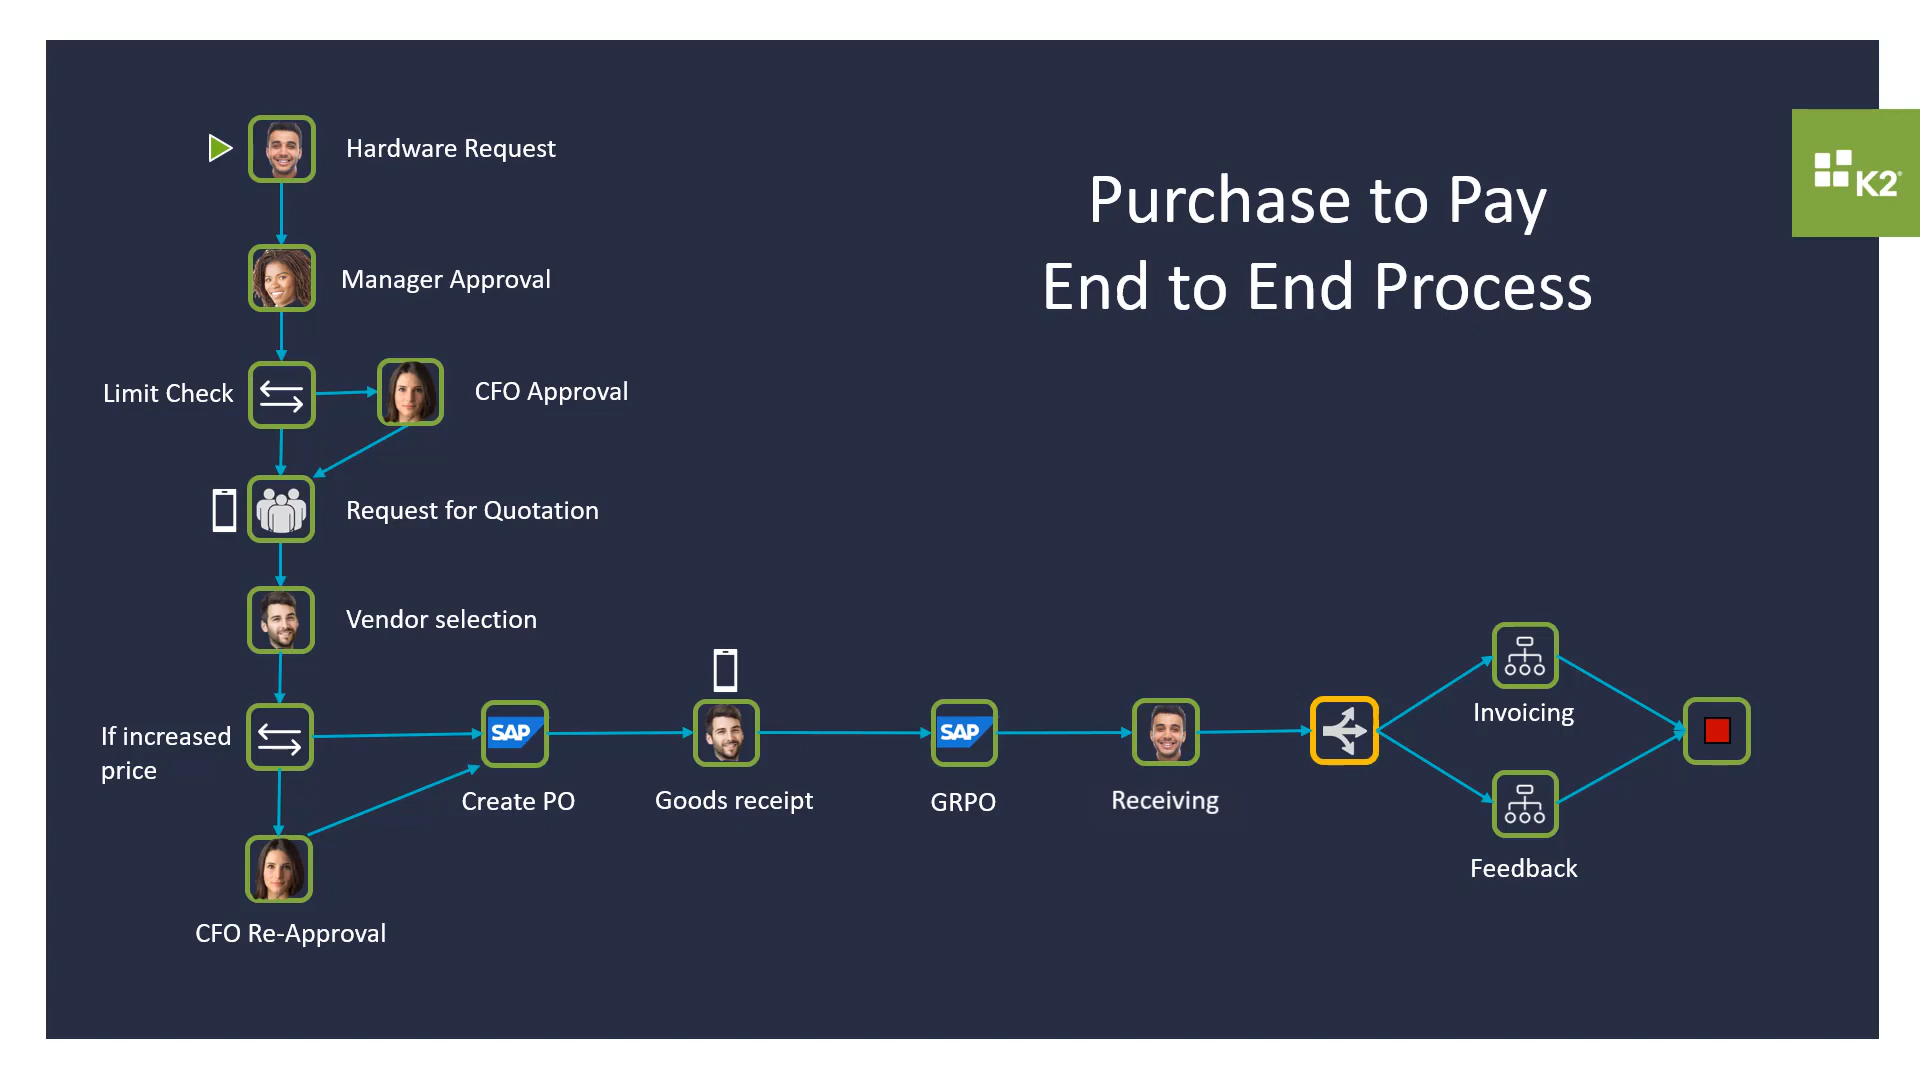 Hardware Request
Purchase to Pay
End to End Process
K2
Manager Approval
Limit Check
CFO Approval
Request for Quotation
Vendor selection
If increased
price
SAP
Create PO
Goods receipt
SAP
GRPO
Receiving
Invoicing
Feedback
CFO Re-Approval